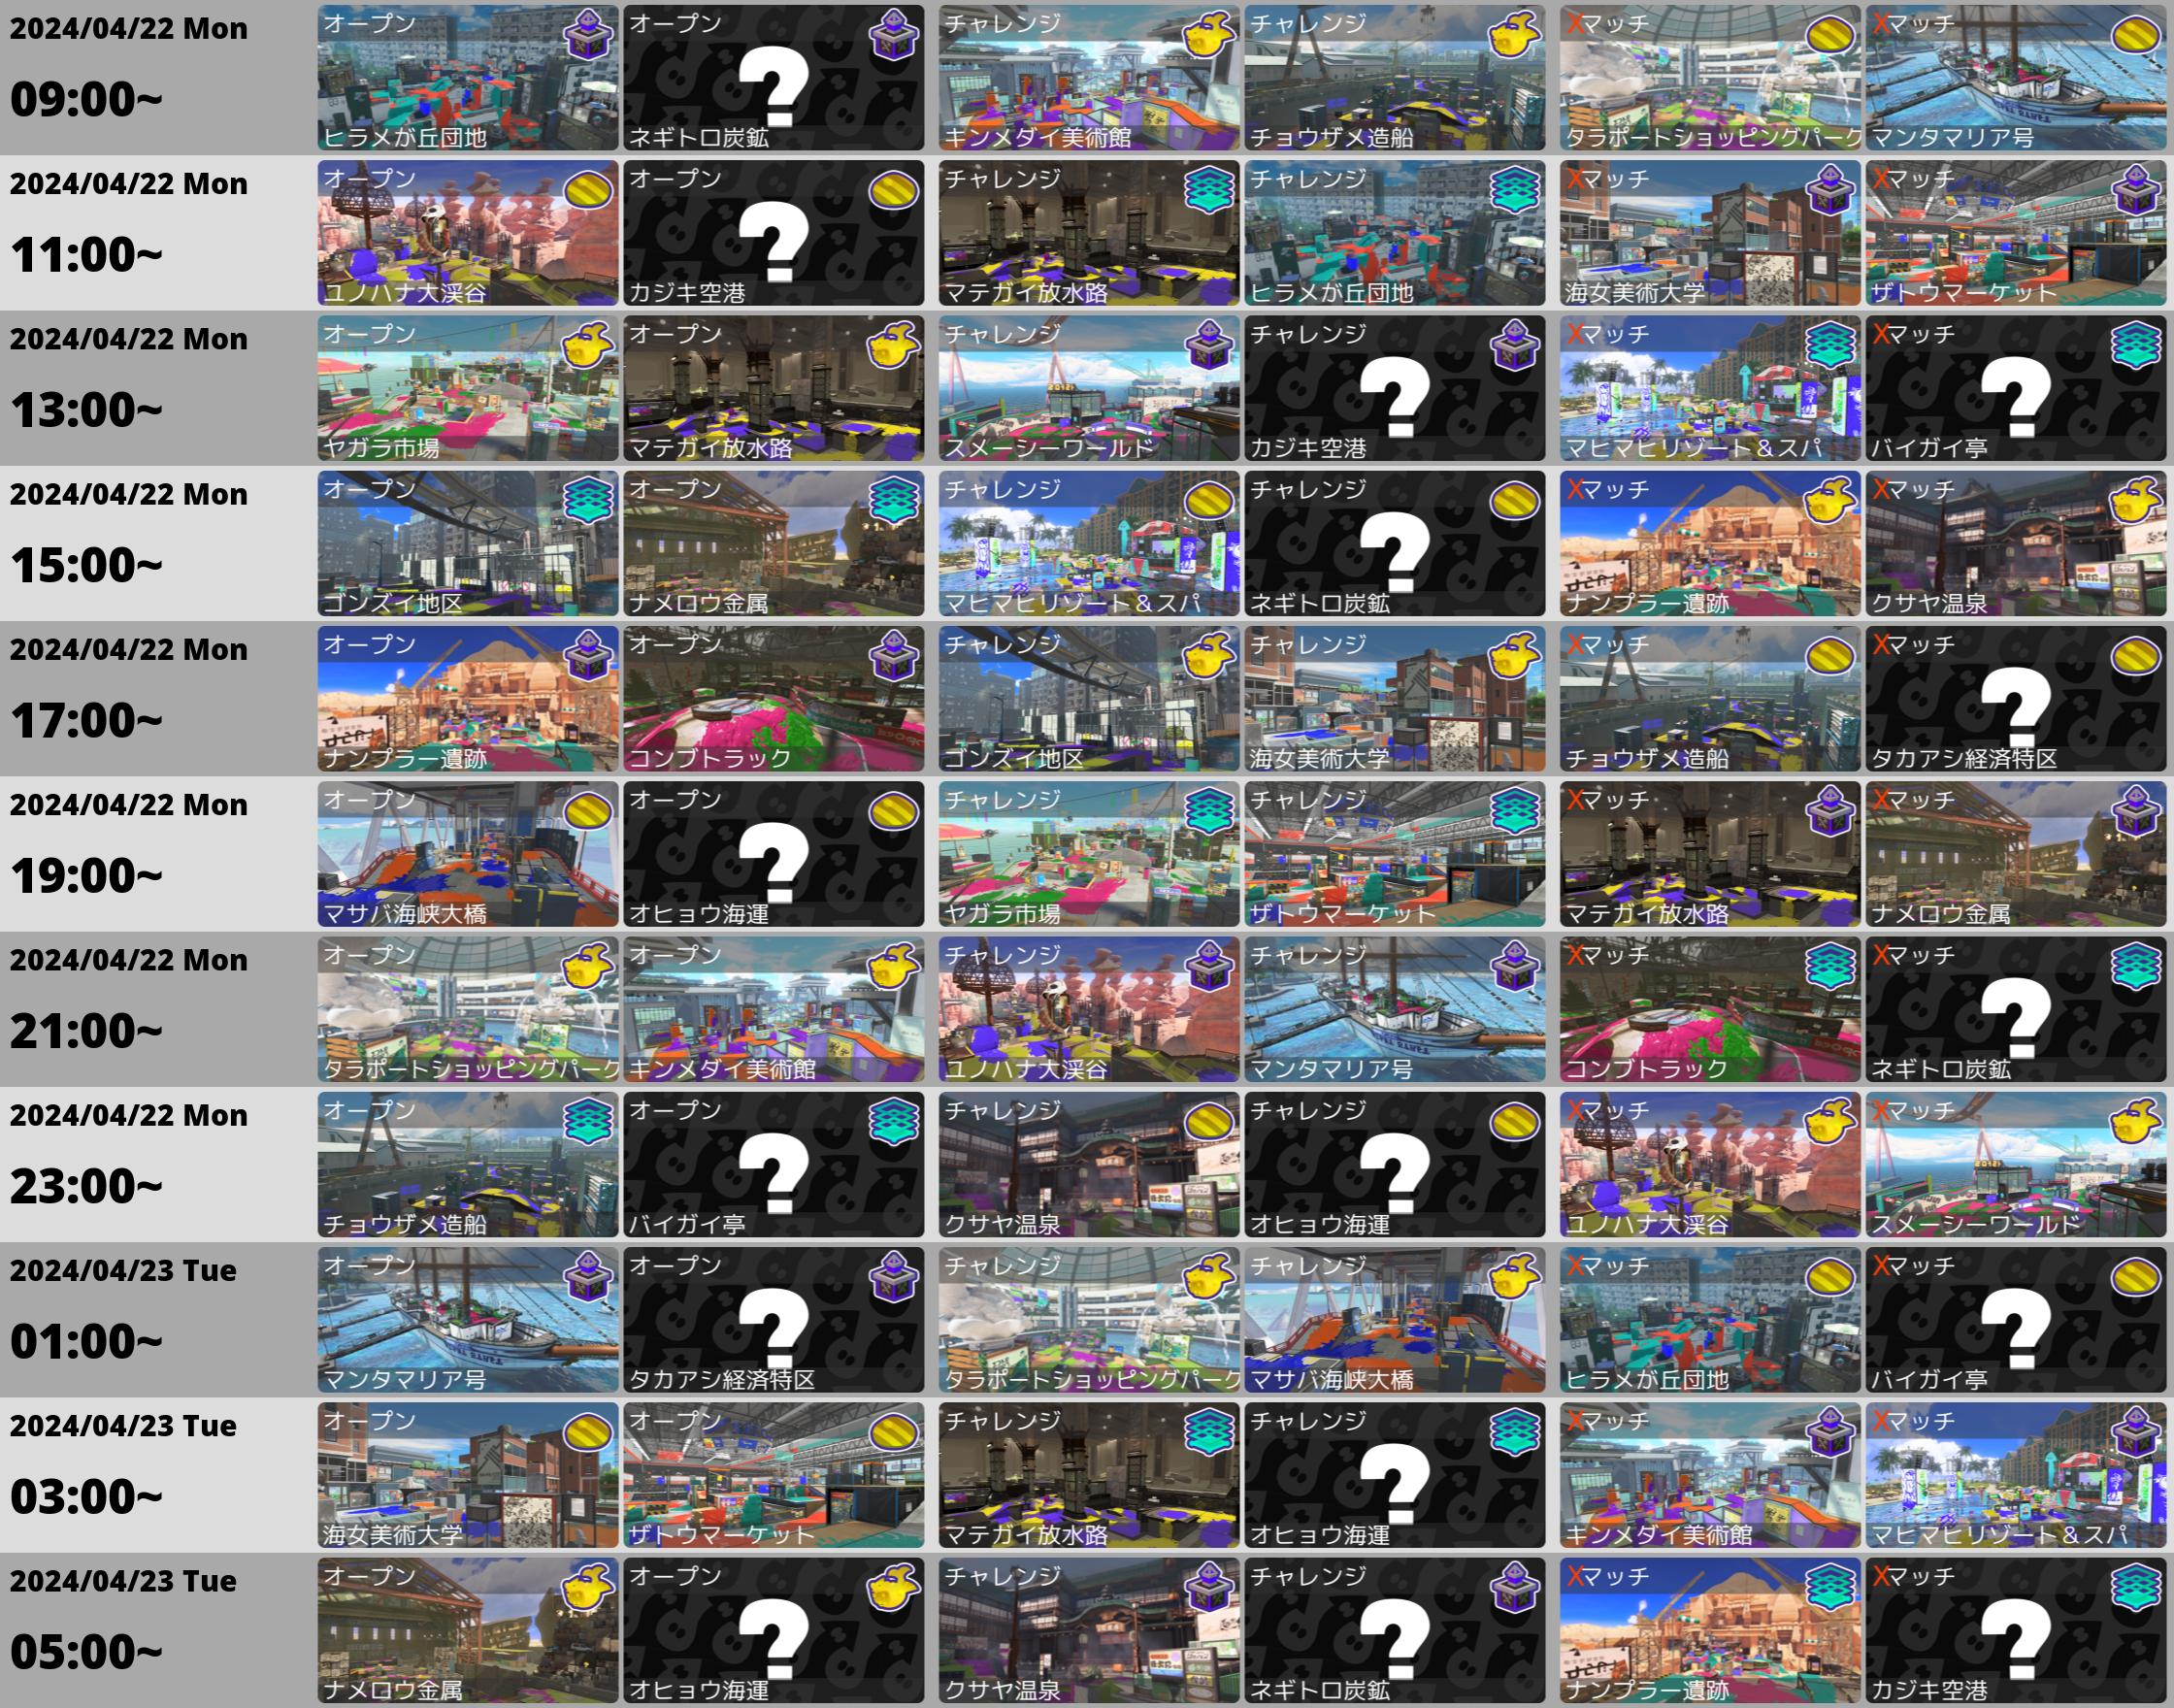 2024/04/22 Mon
09:00~
オープン
ヒラメが丘団地
オープン
ネギトロ炭鉱
チャレンジ
キンメダイ美術館
チャレンジ
チョウザメ造船
Xマッチ
タラポートショッピングパーク
Xマッチ
マンタマリア号
2024/04/22 Mon
11:00~
オープン
ユノハナ大渓谷
オープン
カジキ空港
チャレンジ
マテガイ放水路
チャレンジ
ヒラメが丘団地
Xマッチ
海女美術大学
Xマッチ
ザトウマーケット
2024/04/22 Mon
13:00~
オープン
ヤガラ市場
オープン
マテガイ放水路
チャレンジ
スメーシーワールド
チャレンジ
カジキ空港
Xマッチ
マヒマヒリゾート&スパ
Xマッチ
バイガイ亭
2024/04/22 Mon
15:00~
オープン
ゴンズイ地区
オープン
ナメロウ金属
チャレンジ
マヒマヒリゾート&スパ
チャレンジ
ネギトロ炭鉱
Xマッチ
ナンプラー遺跡
Xマッチ
クサヤ温泉
2024/04/22 Mon
17:00~
オープン
ナンプラー遺跡
オープン
コンブトラック
チャレンジ
ゴンズイ地区
チャレンジ
海女美術大学
Xマッチ
チョウザメ造船
Xマッチ
タカアシ経済特区
2024/04/22 Mon
19:00~
オープン
マサバ海峡大橋
オープン
オヒョウ海運
チャレンジ
ヤガラ市場
チャレンジ
ザトウマーケット
Xマッチ
マテガイ放水路
Xマッチ
ナメロウ金属
2024/04/22 Mon
21:00~
オープン
タラポートショッピングパーク
オープン
キンメダイ美術館
チャレンジ
ユノハナ大渓谷
チャレンジ
マンタマリア号
Xマッチ
コンブトラック
Xマッチ
ネギトロ炭鉱
2024/04/22 Mon
23:00~
オープン
チョウザメ造船
オープン
バイガイ亭
チャレンジ
クサヤ温泉
チャレンジ
オヒョウ海運
Xマッチ
ユノハナ大渓谷
Xマッチ
スメーシーワールド
2024/04/23 Tue
01:00~
オープン
マンタマリア号
オープン
タカアシ経済特区
チャレンジ
タラポートショッピングパーク
チャレンジ
マサバ海峡大橋
Xマッチ
ヒラメが丘団地
Xマッチ
バイガイ亭
2024/04/23 Tue
03:00~
オープン
海女美術大学
オープン
ザトウマーケット
チャレンジ
マテガイ放水路
チャレンジ
オヒョウ海運
Xマッチ
キンメダイ美術館
Xマッチ
マヒマヒリゾート&スパ
2024/04/23 Tue
05:00~
オープン
ナメロウ金属
オープン
オヒョウ海運
チャレンジ
クサヤ温泉
チャレンジ
ネギトロ炭鉱
Xマッチ
ナンプラー遺跡
Xマッチ
カジキ空港